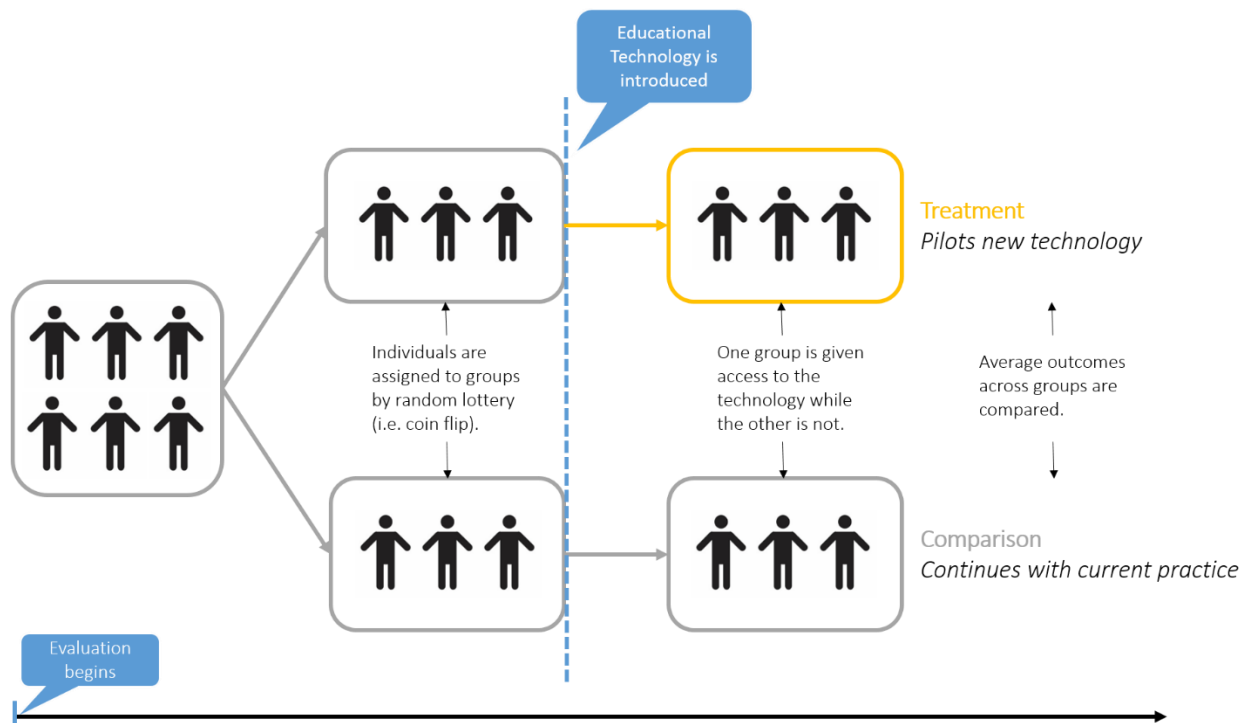 Educational
Technology is
introduced
Treatment
Pilots new technology
Individuals are
assigned to groups
by random lottery
(i.e. coin flip).
One group is given
access to the
technology while
the other is not.
Average outcomes
across groups are
compared.
Comparison
Continues with current practice
Evaluation
begins